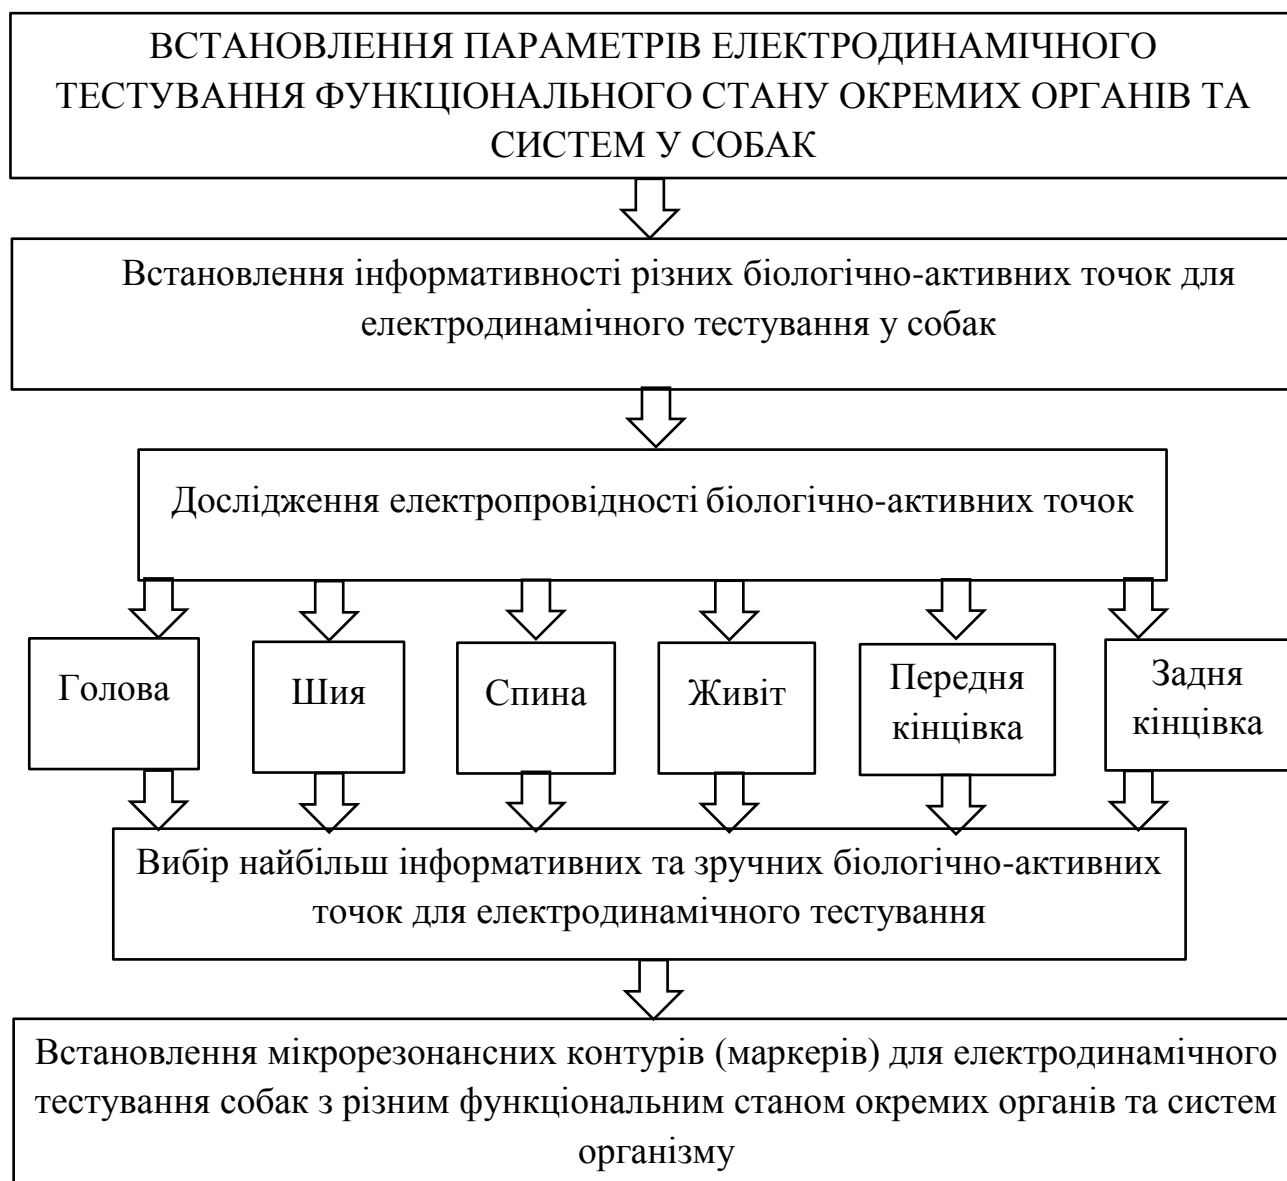 ВСТАНОВЛЕННЯ ПАРАМЕТРІВ ЕЛЕКТРОДИНАМІЧНОГО
ТЕСТУВАННЯ ФУНКЦІОНАЛЬНОГО СТАНУ ОКРЕМИХ ОРГАНІВ ТА
СИСТЕМ У СОБАК
Встановлення інформативності різних біологічно-активних точок для
електродинамічного тестування у собак
Дослідження електропровідності біологічно-активних точок
Голова
Шия
Спина
Живіт
Передня
кінцівка
Задня
кінцівка
Вибір найбільш інформативних та зручних біологічно-активних
точок для електродинамічного тестування
Встановлення мікрорезонансних контурів (маркерів) для електродинамічного
тестування собак з різним функціональним станом окремих органів та систем
організму